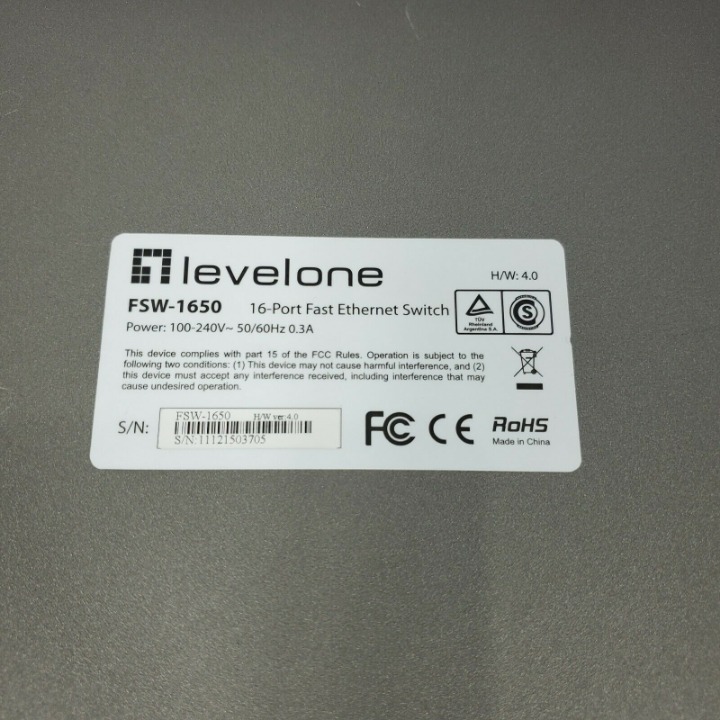 levelone
H/W: 4.0
FSW-1650 16-Port Fast Ethernet Switch
Power: 100-240V~ 50/60Hz 0.3A
TÜV
Rheinland
Argentina S.A.
This device complies with part 15 of the FCC Rules. Operation is subject to the
following two conditions: (1) This device may not cause harmful interference, and (2)
this device must accept any interference received, including interference that may
cause undesired operation.
S/N:
FSW-1650 H/W ver:4.0
S/N:11121503705
FC CE RoHS
Made in China